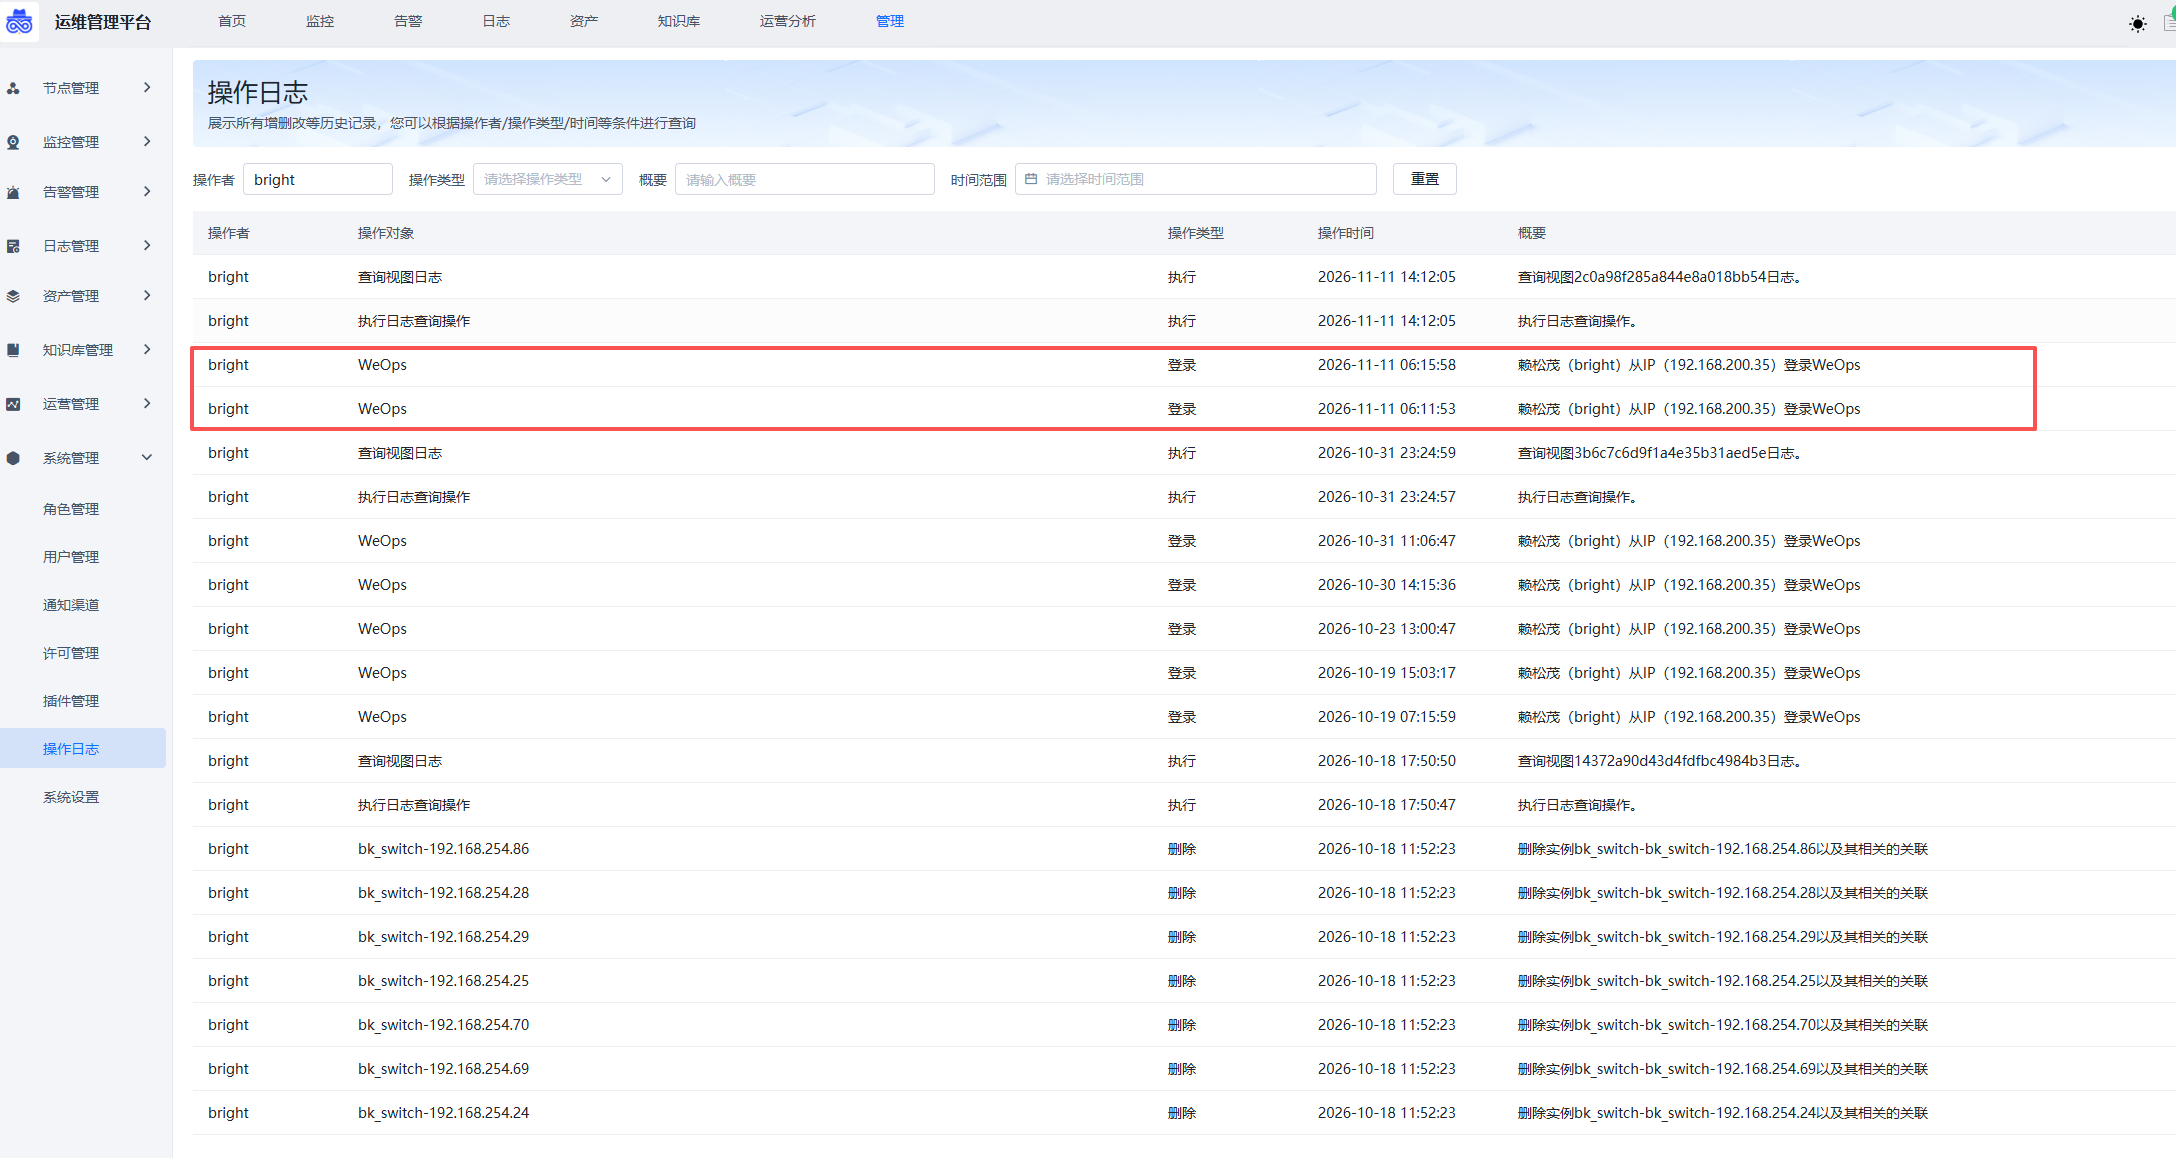 运维管理平台 首页 监控 告警 日志 资产 知识库 运营分析 管理
节点管理
监控管理
告警管理
日志管理
资产管理
知识库管理
运营管理
系统管理
角色管理
用户管理
通知渠道
许可管理
插件管理
操作日志
系统设置
操作日志
展示所有增删改等历史记录，您可以根据操作者/操作类型/时间等条件进行查询
操作者 bright 操作类型 请选择操作类型 概要 请输入概要 时间范围 请选择时间范围 重置
操作者 操作对象 操作类型 操作时间 概要
bright 查询视图日志 执行 2026-11-11 14:12:05 查询视图2c0a98f285a844e8a018bb54日志。
bright 执行日志查询操作 执行 2026-11-11 14:12:05 执行日志查询操作。
bright WeOps 登录 2026-11-11 06:15:58 赖松茂（bright）从IP（192.168.200.35）登录WeOps
bright WeOps 登录 2026-11-11 06:11:53 赖松茂（bright）从IP（192.168.200.35）登录WeOps
bright 查询视图日志 执行 2026-10-31 23:24:59 查询视图3b6c7c6d9f1a4e35b31aed5e日志。
bright 执行日志查询操作 执行 2026-10-31 23:24:57 执行日志查询操作。
bright WeOps 登录 2026-10-31 11:06:47 赖松茂（bright）从IP（192.168.200.35）登录WeOps
bright WeOps 登录 2026-10-30 14:15:36 赖松茂（bright）从IP（192.168.200.35）登录WeOps
bright WeOps 登录 2026-10-23 13:00:47 赖松茂（bright）从IP（192.168.200.35）登录WeOps
bright WeOps 登录 2026-10-19 15:03:17 赖松茂（bright）从IP（192.168.200.35）登录WeOps
bright WeOps 登录 2026-10-19 07:15:59 赖松茂（bright）从IP（192.168.200.35）登录WeOps
bright 查询视图日志 执行 2026-10-18 17:50:50 查询视图14372a90d43d4fdfbc4984b3日志。
bright 执行日志查询操作 执行 2026-10-18 17:50:47 执行日志查询操作。
bright bk_switch-192.168.254.86 删除 2026-10-18 11:52:23 删除实例bk_switch-bk_switch-192.168.254.86以及其相关的关联
bright bk_switch-192.168.254.28 删除 2026-10-18 11:52:23 删除实例bk_switch-bk_switch-192.168.254.28以及其相关的关联
bright bk_switch-192.168.254.29 删除 2026-10-18 11:52:23 删除实例bk_switch-bk_switch-192.168.254.29以及其相关的关联
bright bk_switch-192.168.254.25 删除 2026-10-18 11:52:23 删除实例bk_switch-bk_switch-192.168.254.25以及其相关的关联
bright bk_switch-192.168.254.70 删除 2026-10-18 11:52:23 删除实例bk_switch-bk_switch-192.168.254.70以及其相关的关联
bright bk_switch-192.168.254.69 删除 2026-10-18 11:52:23 删除实例bk_switch-bk_switch-192.168.254.69以及其相关的关联
bright bk_switch-192.168.254.24 删除 2026-10-18 11:52:23 删除实例bk_switch-bk_switch-192.168.254.24以及其相关的关联